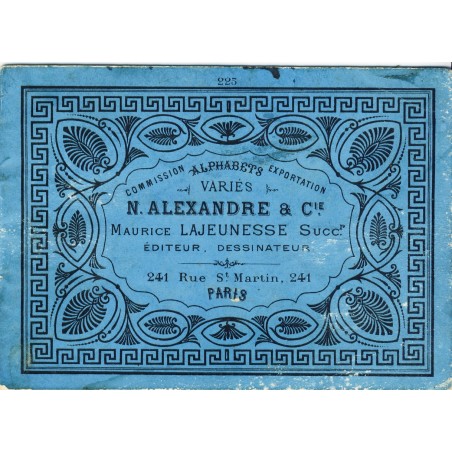 225
COMMISSION ALPHABETS EXPORTATION
VARIÉS
N. ALEXANDRE & CIE
MAURICE LAJEUNESSE SUCCR
ÉDITEUR, DESSINATEUR
241 Rue St Martin, 241
PARIS